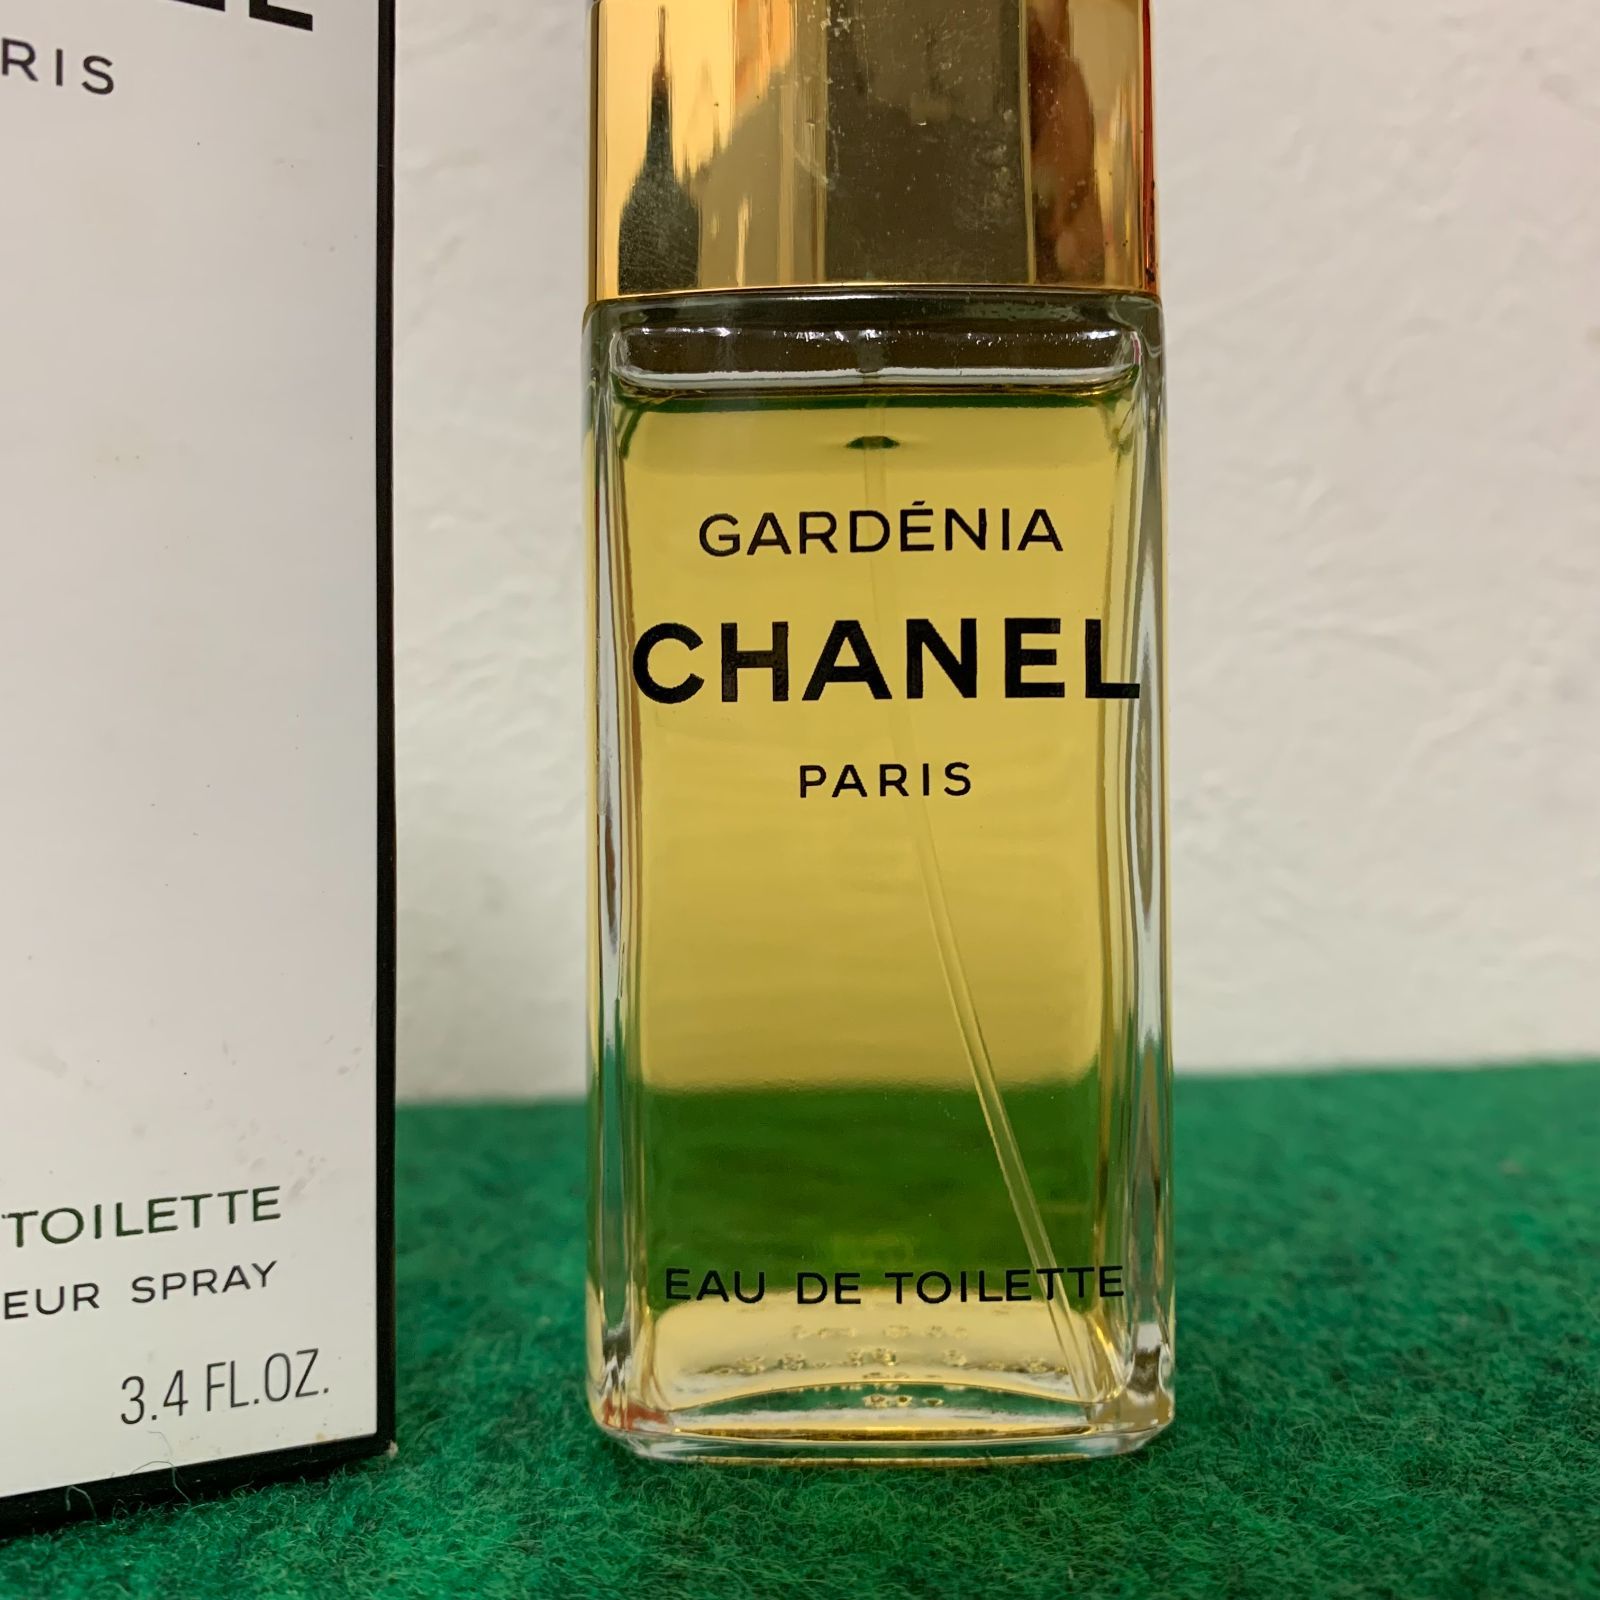 RIS
TOILETTE
EUR SPRAY
3.4 FL.OZ.
GARDÉNIA
CHANEL
PARIS
EAU DE TOILETTE